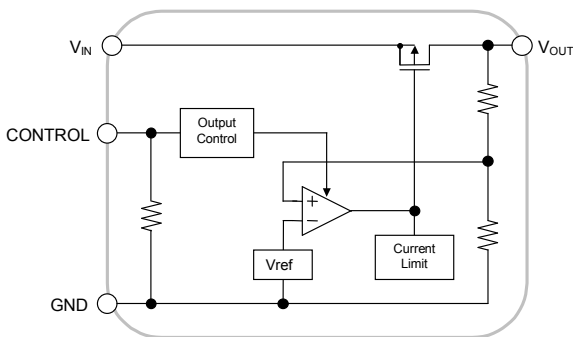 VIN
VOUT
CONTROL
Output
Control
+
−
Vref
Current
Limit
GND